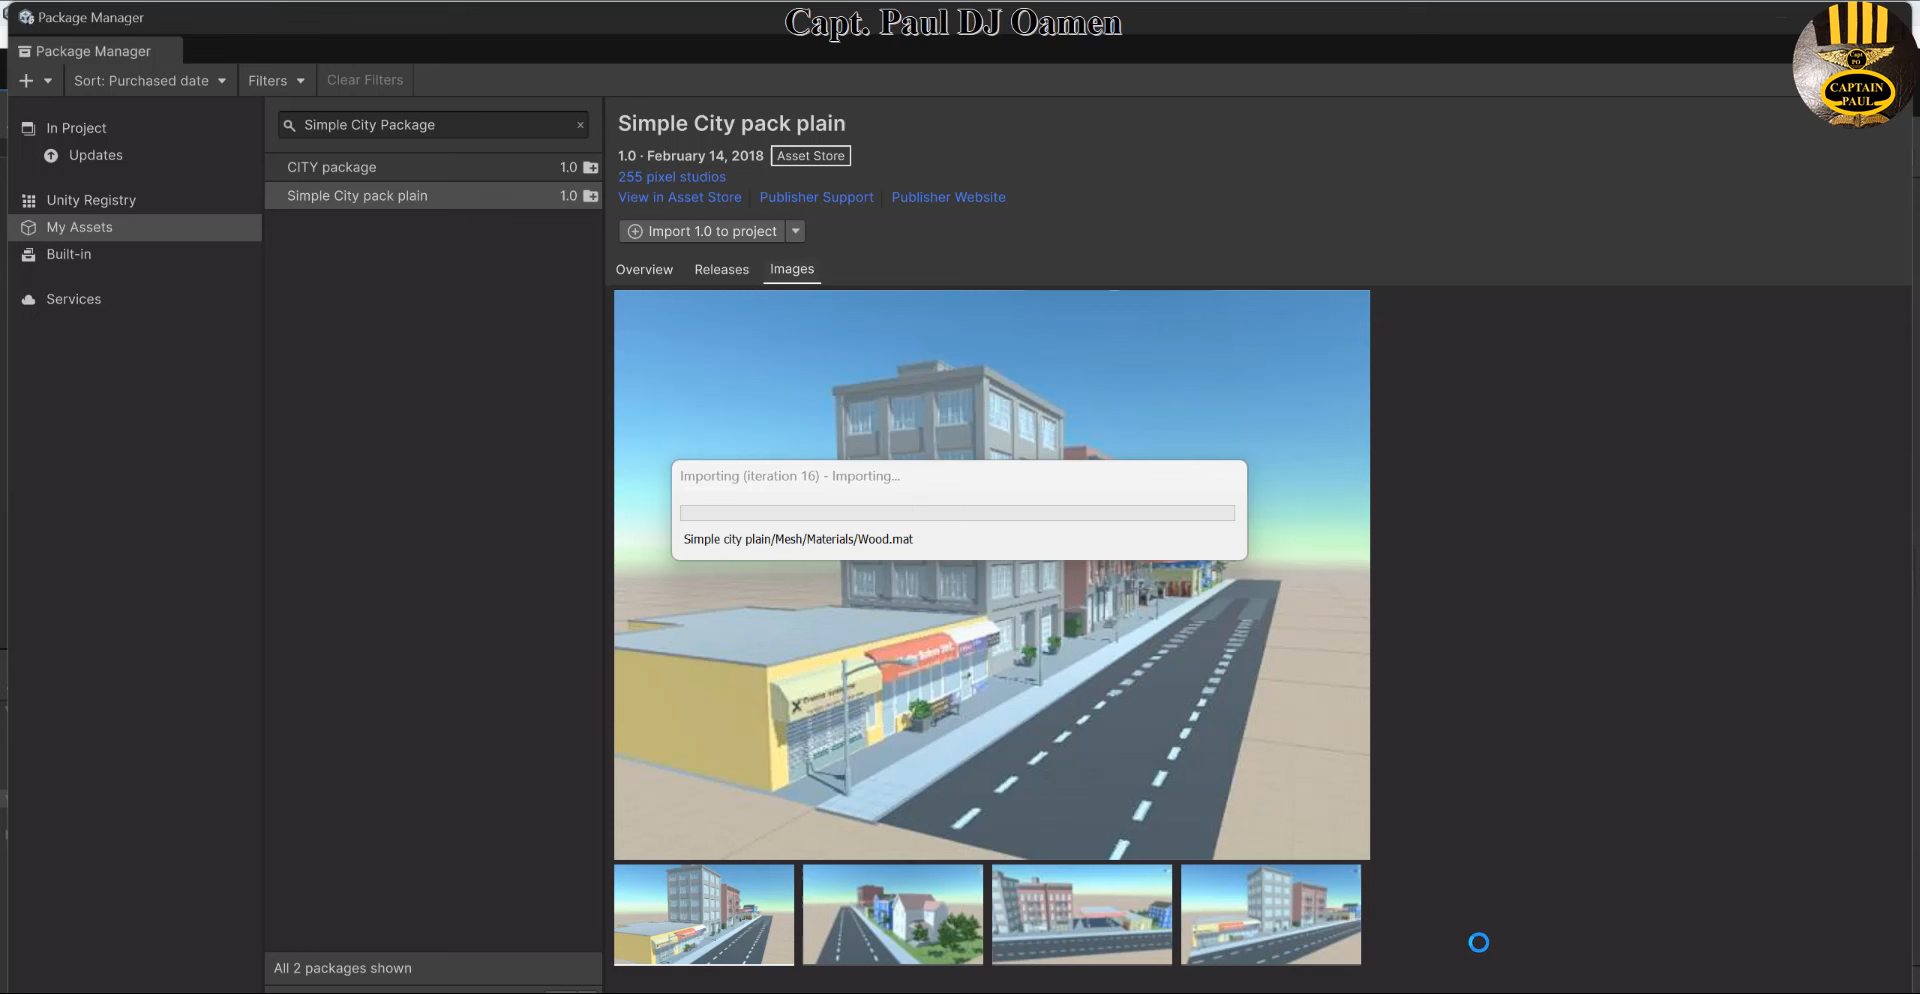 Package Manager
Capt. Paul DJ Oamen
Package Manager
Sort: Purchased date
Filters
Clear Filters
Capt
PO
CAPTAIN
PAUL
In Project
Updates
Unity Registry
My Assets
Built-in
Services
Simple City Package
CITY package 1.0
Simple City pack plain 1.0
All 2 packages shown
Simple City pack plain
1.0 · February 14, 2018 Asset Store
255 pixel studios
View in Asset Store Publisher Support Publisher Website
Import 1.0 to project
Overview Releases Images
Importing (iteration 16) - Importing...
Simple city plain/Mesh/Materials/Wood.mat